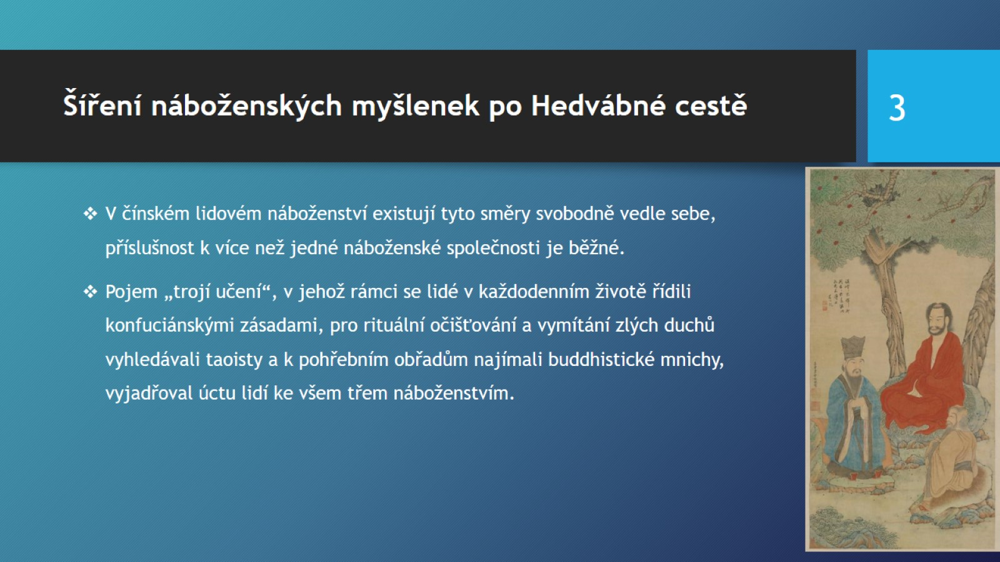 Šíření náboženských myšlenek po Hedvábné cestě
3
❖ V čínském lidovém náboženství existují tyto směry svobodně vedle sebe,
příslušnost k více než jedné náboženské společnosti je běžné.
❖ Pojem „trojí učení“, v jehož rámci se lidé v každodenním životě řídili
konfuciánskými zásadami, pro rituální očišťování a vymítání zlých duchů
vyhledávali taoisty a k pohřebním obřadům najímali buddhistické mnichy,
vyjadřoval úctu lidí ke všem třem náboženstvím.